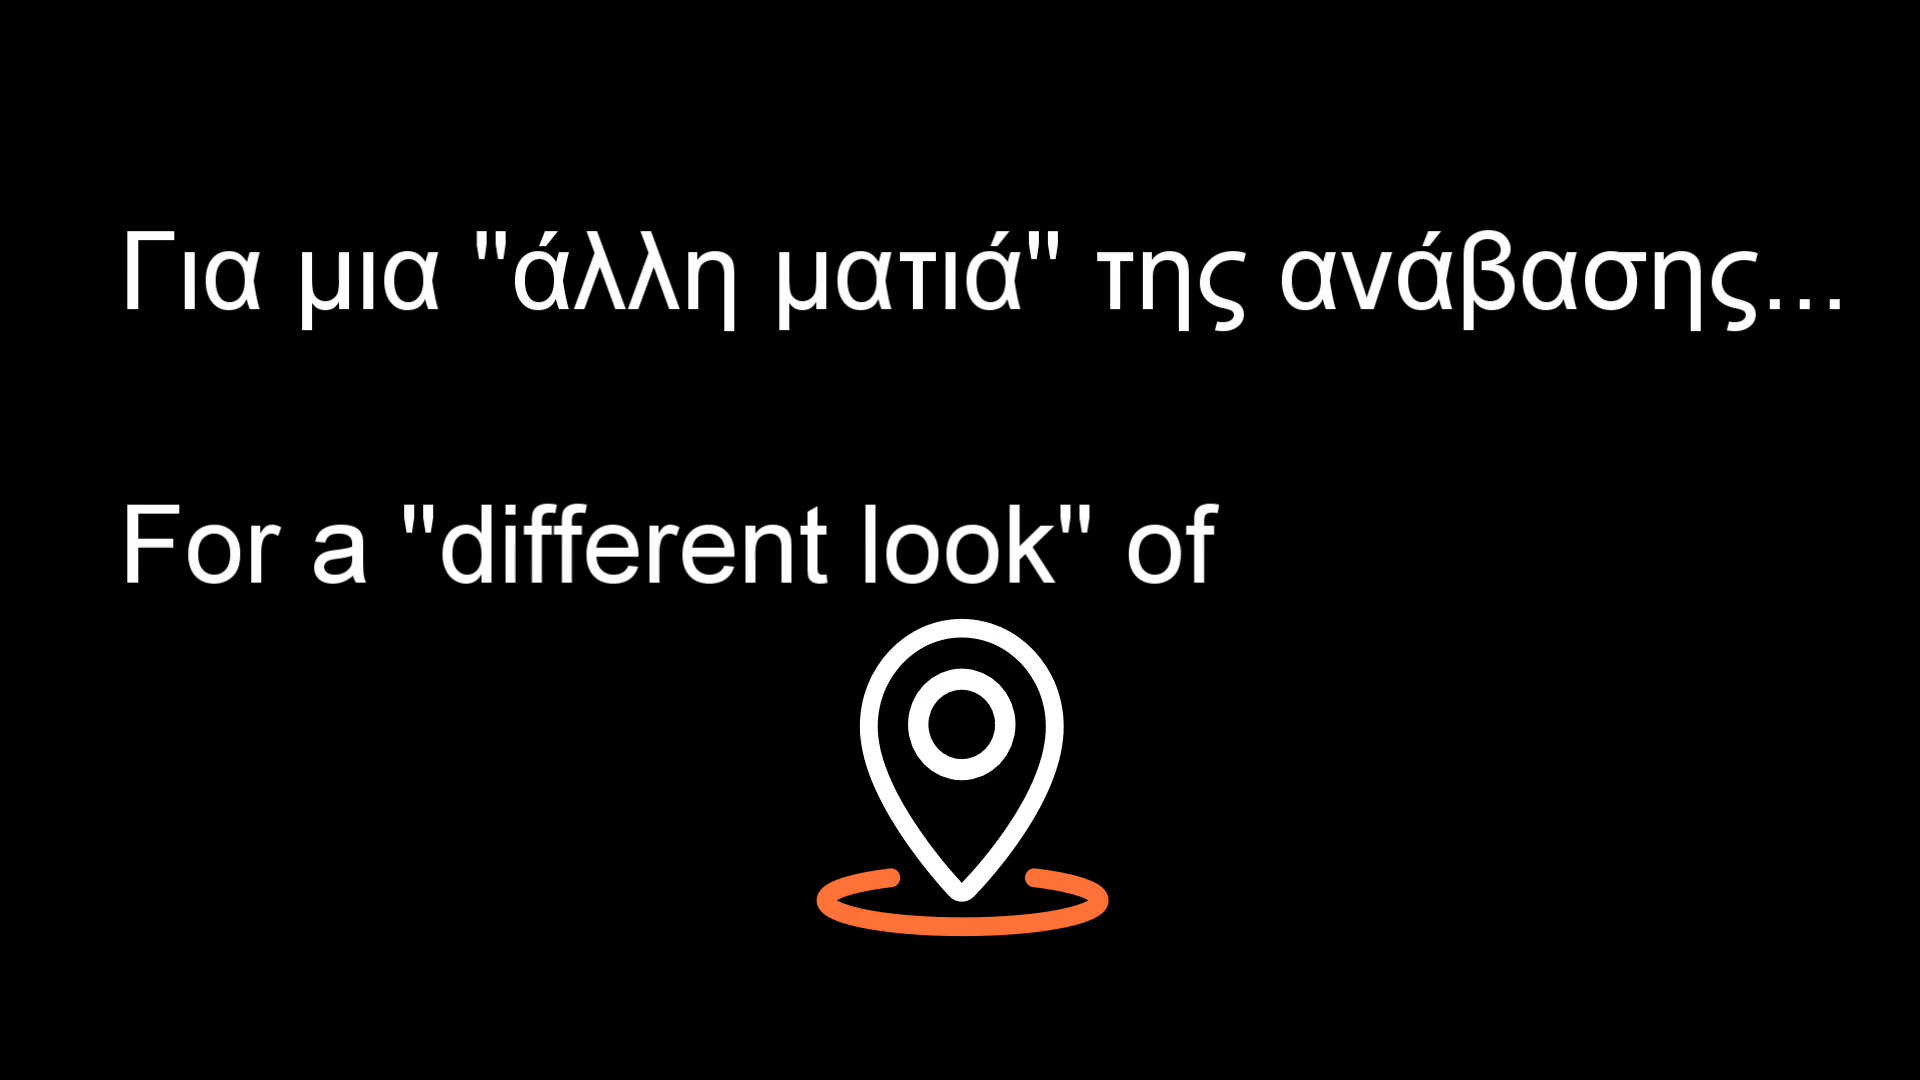 Για μια "άλλη ματιά" της ανάβασης...
For a "different look" of